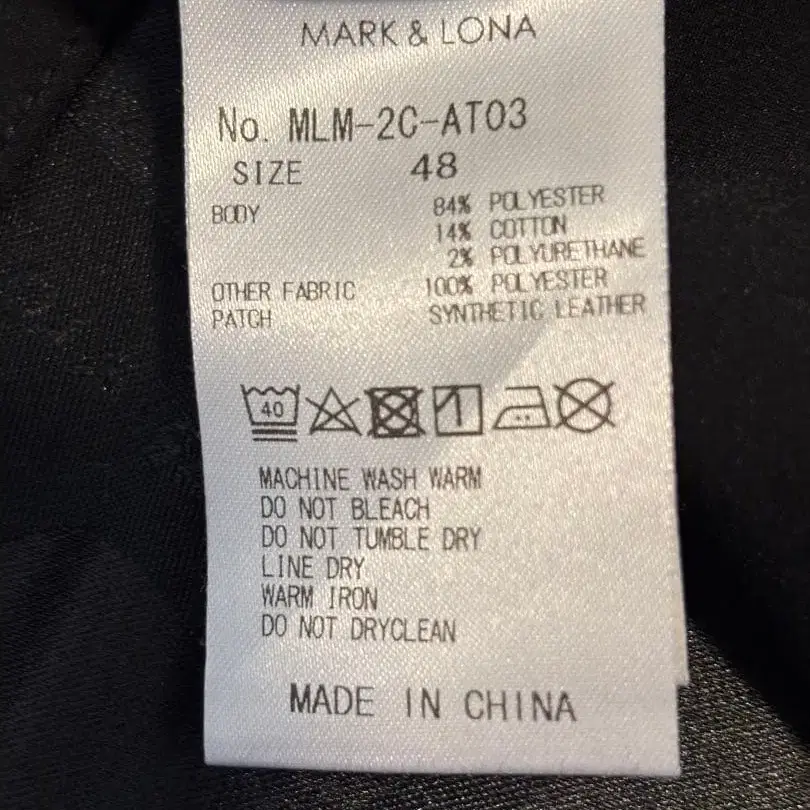 MARK & LONA
No. MLM-2C-AT03
SIZE 48
BODY 84% POLYESTER
14% COTTON
2% POLYURETHANE
OTHER FABRIC 100% POLYESTER
PATCH SYNTHETIC LEATHER
40
MACHINE WASH WARM
DO NOT BLEACH
DO NOT TUMBLE DRY
LINE DRY
WARM IRON
DO NOT DRYCLEAN
MADE IN CHINA